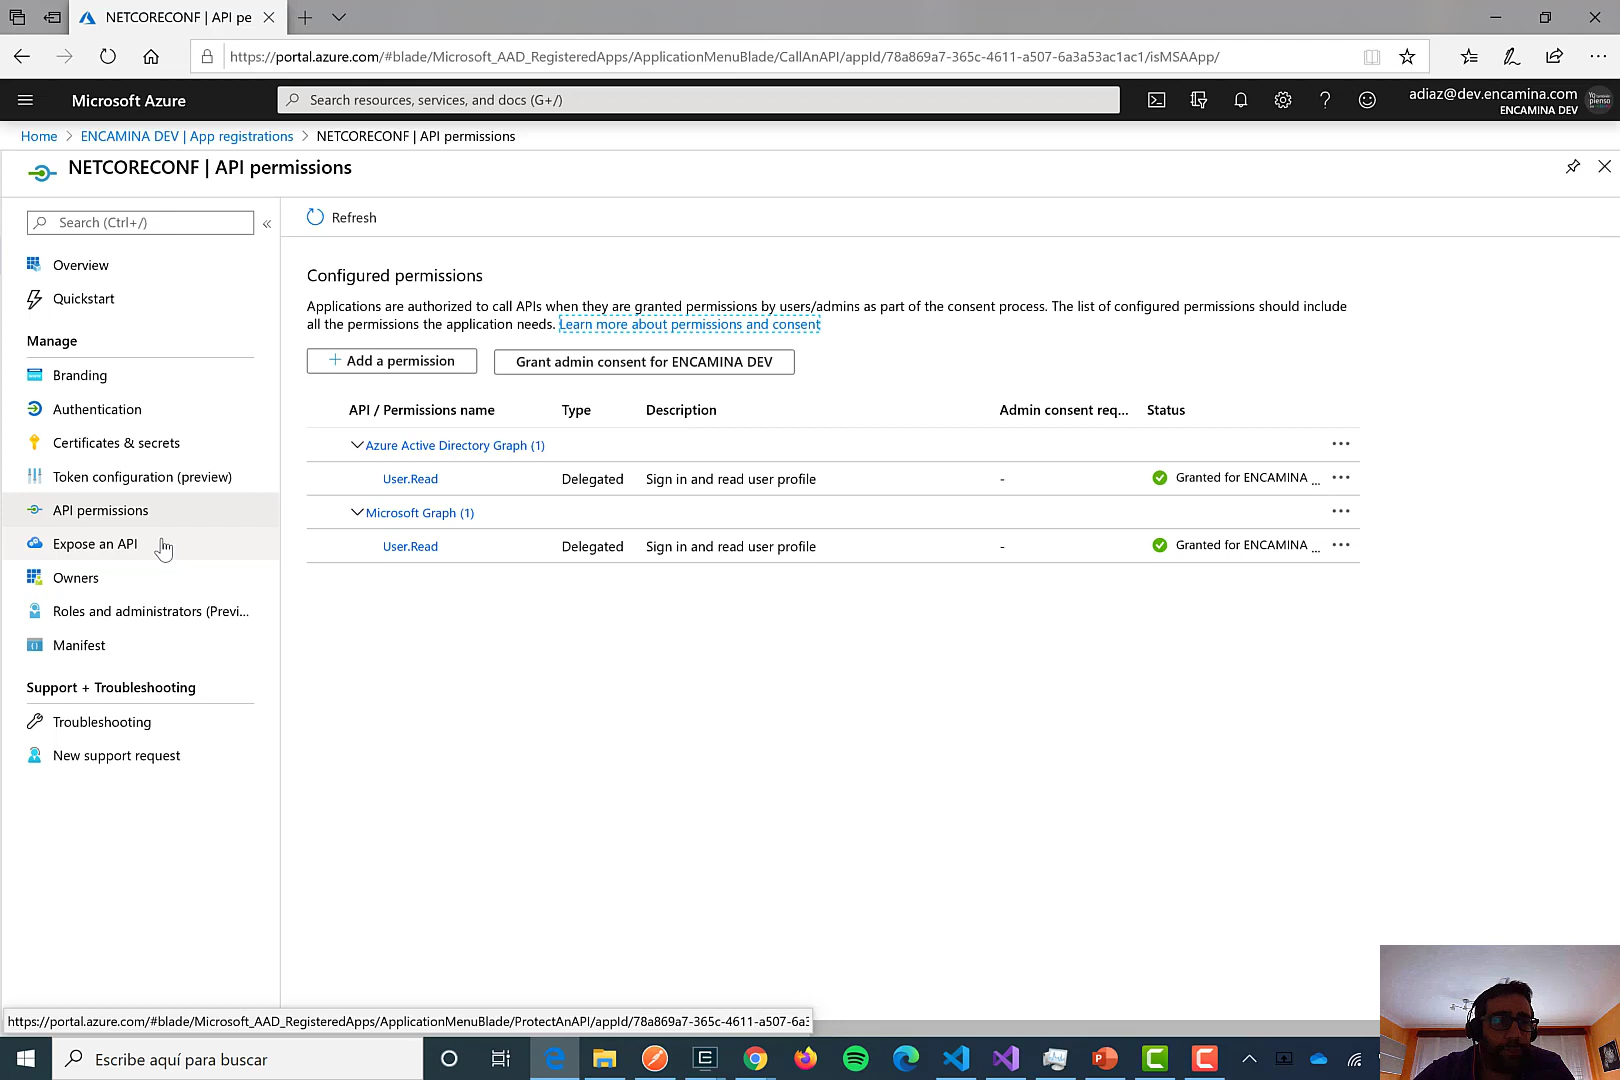 NETCORECONF | API pe
https://portal.azure.com/#blade/Microsoft_AAD_RegisteredApps/ApplicationMenuBlade/CallAnAPI/appId/78a869a7-365c-4611-a507-6a3a53ac1ac1/isMSAApp/
Microsoft Azure
Search resources, services, and docs (G+/)
adiaz@dev.encamina.com
ENCAMINA DEV
Home > ENCAMINA DEV | App registrations > NETCORECONF | API permissions
NETCORECONF | API permissions
Search (Ctrl+/)
«
Overview
Quickstart
Manage
Branding
Authentication
Certificates & secrets
Token configuration (preview)
API permissions
Expose an API
Owners
Roles and administrators (Previ...
Manifest
Support + Troubleshooting
Troubleshooting
New support request
Refresh
Configured permissions
Applications are authorized to call APIs when they are granted permissions by users/admins as part of the consent process. The list of configured permissions should include
all the permissions the application needs. Learn more about permissions and consent
+ Add a permission
Grant admin consent for ENCAMINA DEV
API / Permissions name Type Description Admin consent req... Status
Azure Active Directory Graph (1)
User.Read Delegated Sign in and read user profile - Granted for ENCAMINA ...
Microsoft Graph (1)
User.Read Delegated Sign in and read user profile - Granted for ENCAMINA ...
https://portal.azure.com/#blade/Microsoft_AAD_RegisteredApps/ApplicationMenuBlade/ProtectAnAPI/appId/78a869a7-365c-4611-a507-6a3
Escribe aquí para buscar